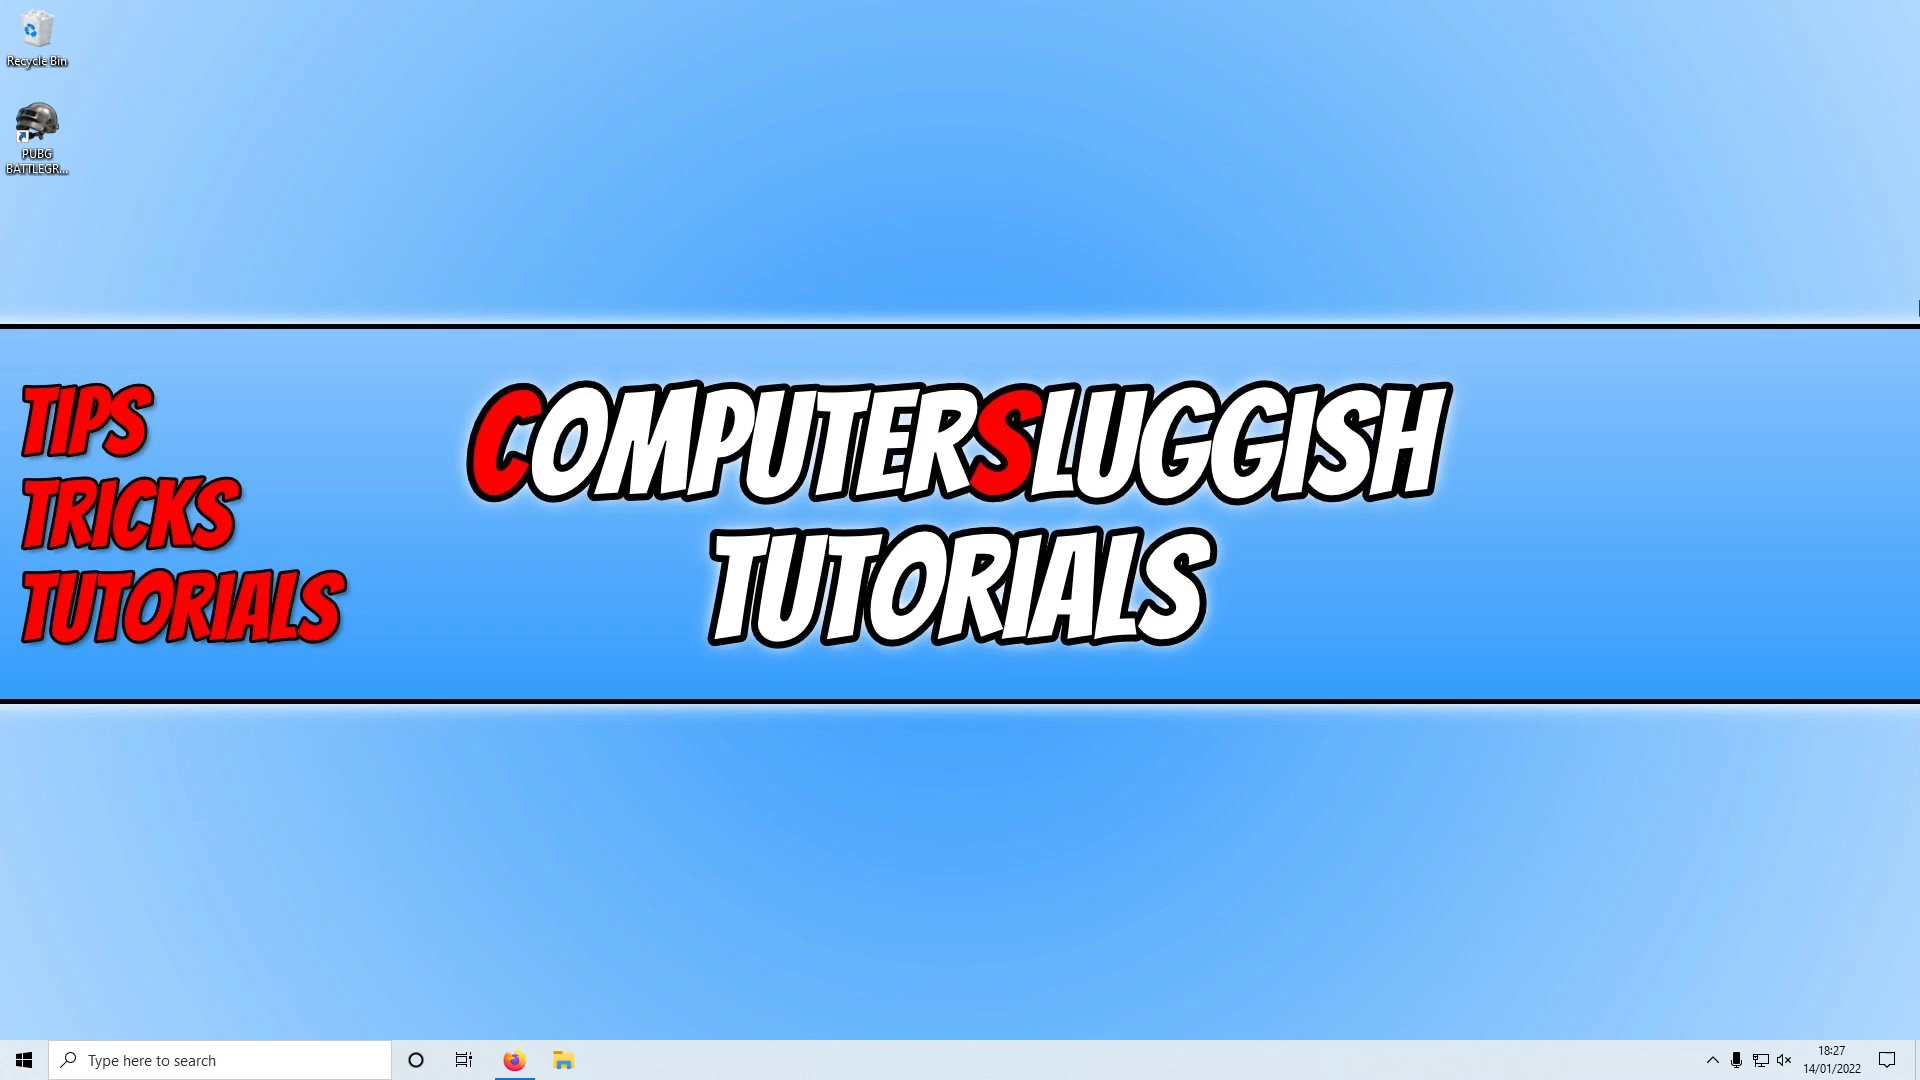 Recycle Bin
PUBG
BATTLEGR...
TIPS
TRICKS
TUTORIALS
COMPUTERSLUGGISH
TUTORIALS
Type here to search
18:27
14/01/2022